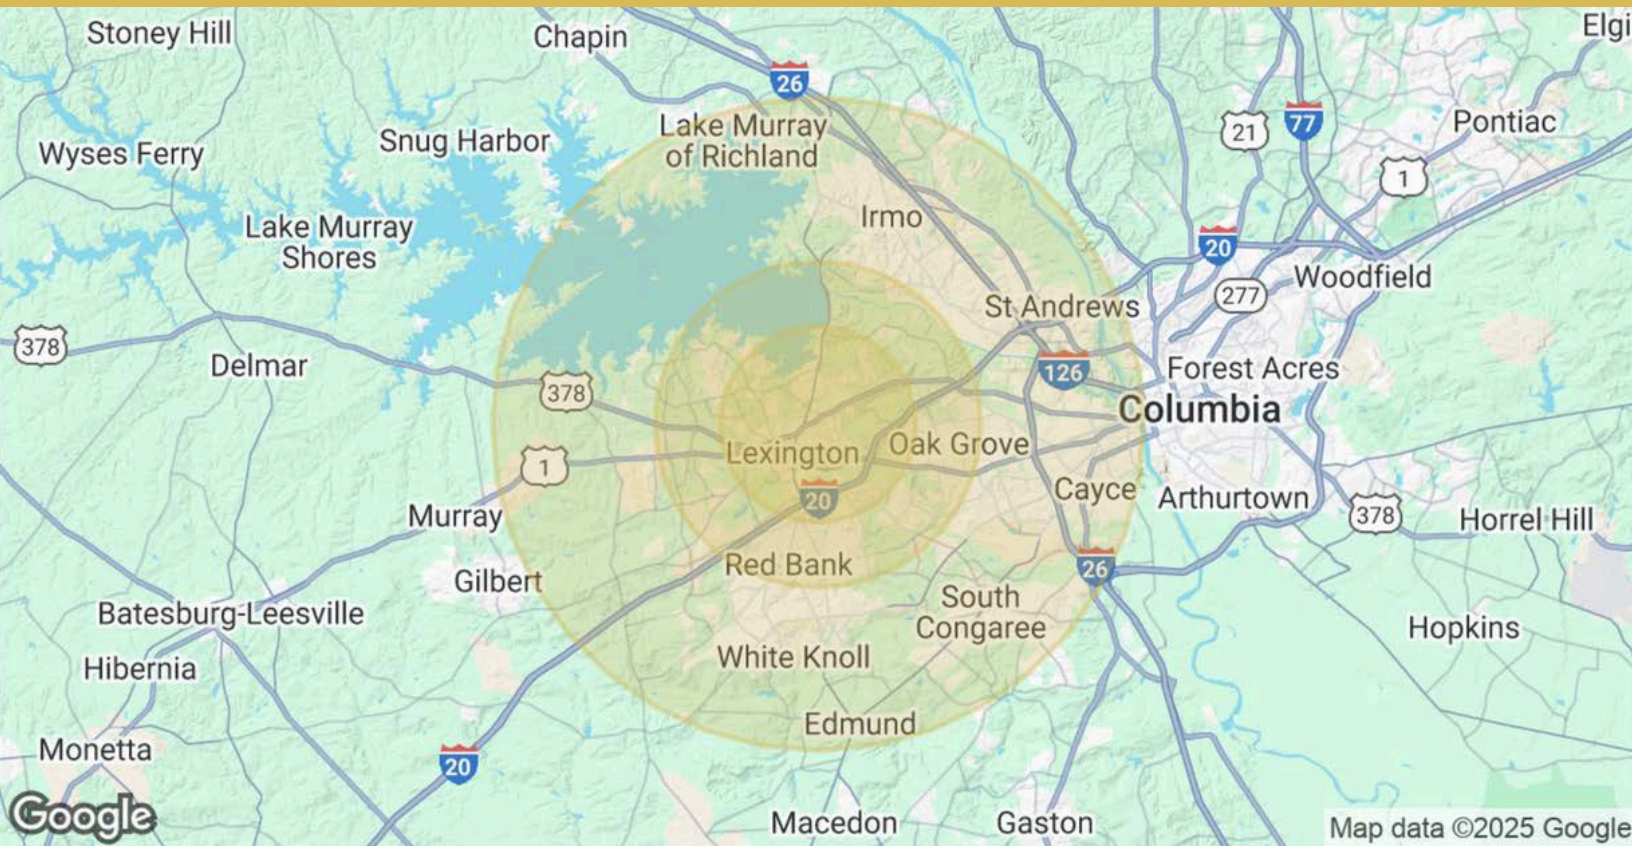 Stoney Hill
Chapin
Elgi
26
Lake Murray
of Richland
21
77
Pontiac
Snug Harbor
Wyses Ferry
1
Irmo
Lake Murray
Shores
20
Woodfield
277
St Andrews
378
Delmar
126
Forest Acres
378
Columbia
Lexington
Oak Grove
1
20
Cayce
Arthurtown
378
Horrel Hill
Murray
Red Bank
26
Gilbert
South
Congaree
Batesburg-Leesville
Hopkins
Hibernia
White Knoll
Edmund
Monetta
20
Google
Macedon
Gaston
Map data ©2025 Google